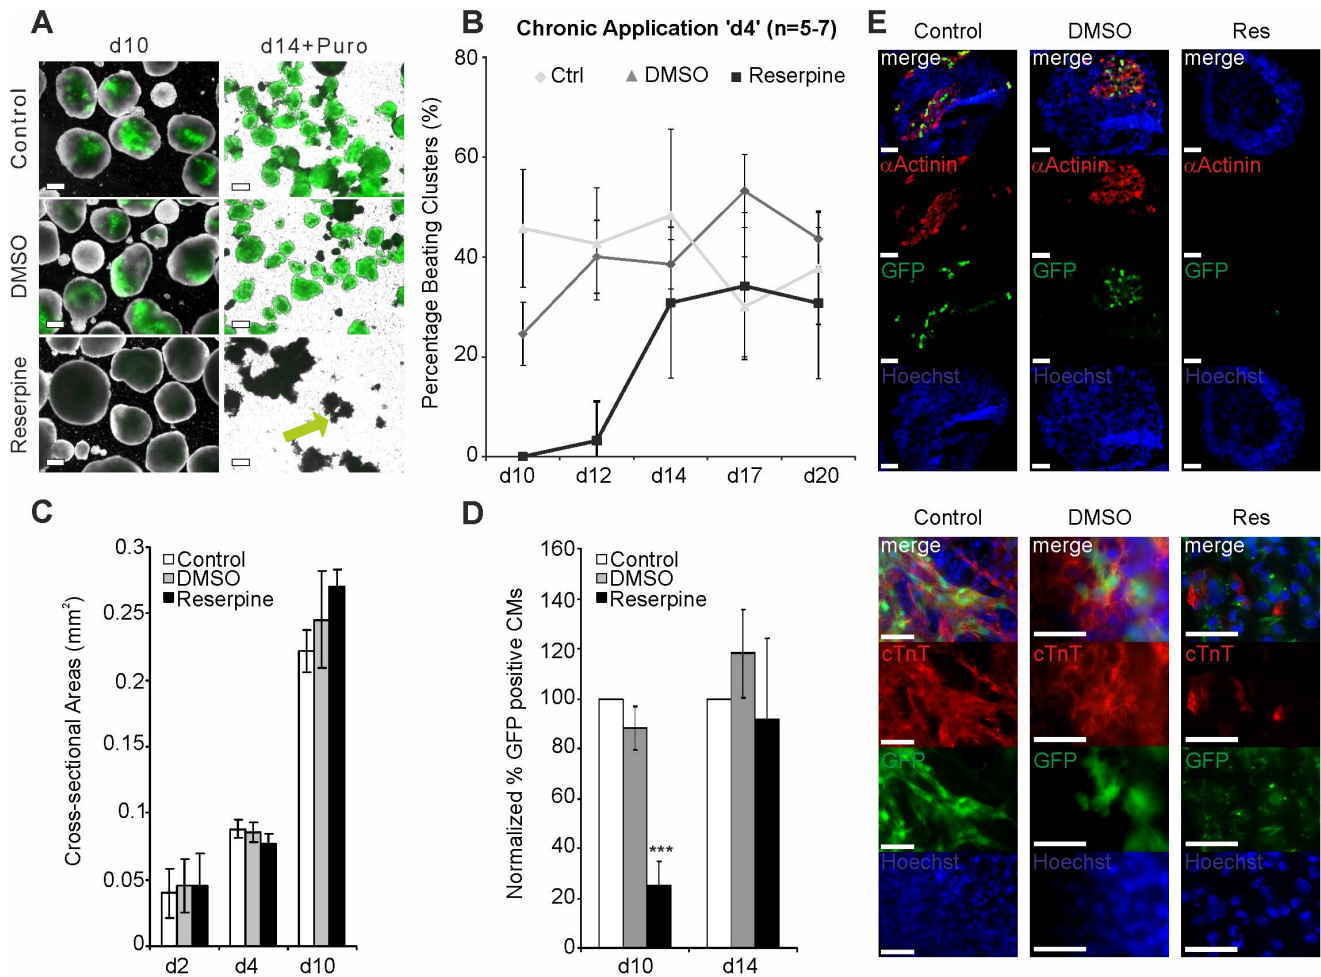 A
d10
d14+Puro
Control
DMSO
Reserpine
B
Chronic Application 'd4' (n=5-7)
Ctrl
DMSO
Reserpine
Percentage Beating Clusters (%)
80
60
40
20
0
d10
d12
d14
d17
d20
C
Control
DMSO
Reserpine
Cross-sectional Areas (mm²)
0.3
0.25
0.2
0.15
0.1
0.05
0
d2
d4
d10
D
Control
DMSO
Reserpine
Normalized % GFP positive CMs
160
140
120
100
80
60
40
20
0
***
d10
d14
E
Control
DMSO
Res
merge
merge
merge
αActinin
αActinin
αActinin
GFP
GFP
GFP
Hoechst
Hoechst
Hoechst
Control
DMSO
Res
merge
merge
merge
cTnT
cTnT
cTnT
GFP
GFP
GFP
Hoechst
Hoechst
Hoechst